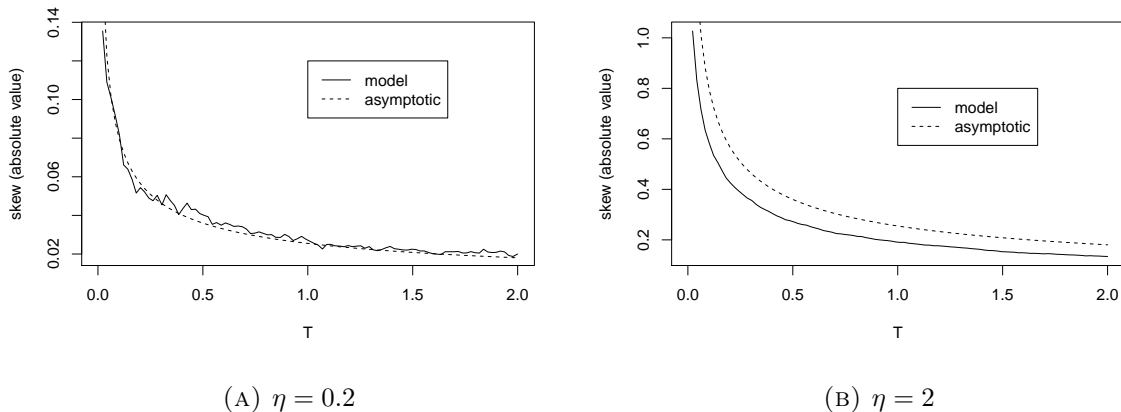 0.14
0.10
0.06
0.02
skew (absolute value)
model
asymptotic
0.0 0.5 1.0 1.5 2.0
T
(A) η = 0.2
1.0
0.8
0.6
0.4
0.2
skew (absolute value)
model
asymptotic
0.0 0.5 1.0 1.5 2.0
T
(B) η = 2